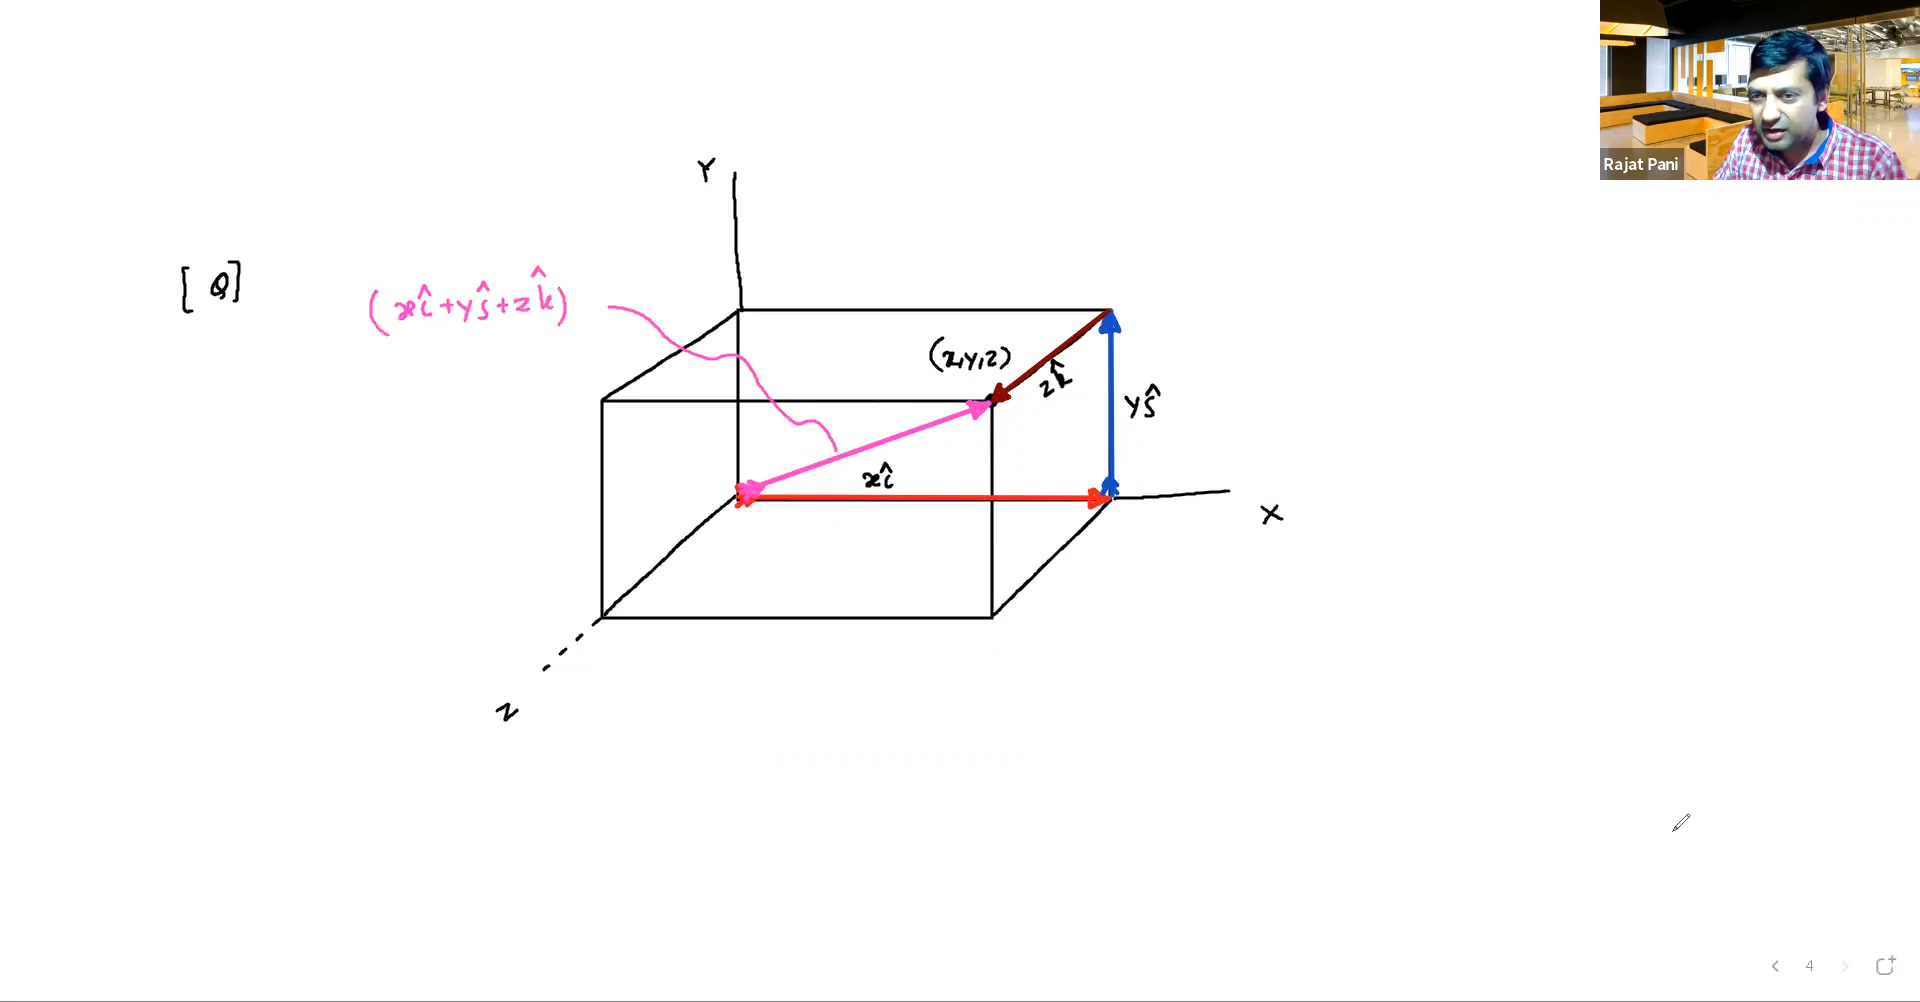 Rajat Pani
Y
[Q]
(xî+yĵ+zk̂)
(x,y,z)
zk̂
yĵ
xî
X
Z
4